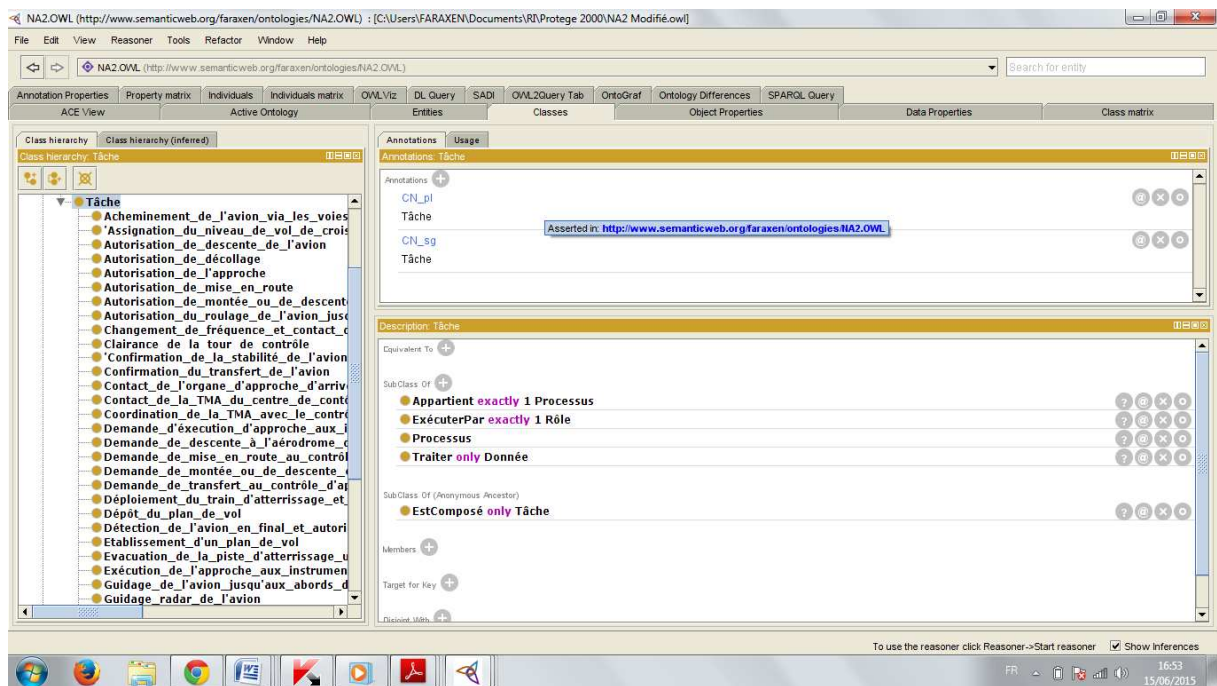 NA2.OWL (http://www.semanticweb.org/faraxen/ontologies/NA2.OWL) : [C:\Users\FARAXEN\Documents\RI\Protege 2000\NA2 Modifié.owl]
File Edit View Reasoner Tools Refactor Window Help
NA2.OWL (http://www.semanticweb.org/faraxen/ontologies/NA2.OWL)
Search for entity
Annotation Properties Property matrix Individuals Individuals matrix OWLViz DL Query SADI OWL2Query Tab OntoGraf Ontology Differences SPARQL Query
ACE View Active Ontology Entities Classes Object Properties Data Properties Class matrix
Class hierarchy Class hierarchy (inferred)
Class hierarchy: Tâche
Tâche
Acheminement_de_l'avion_via_les_voies
'Assignation_du_niveau_de_vol_de_crois
Autorisation_de_descente_de_l'avion
Autorisation_de_décollage
Autorisation_de_l'approche
Autorisation_de_mise_en_route
Autorisation_de_montée_ou_de_descent
Autorisation_du_roulage_de_l'avion_jusc
Changement_de_fréquence_et_contact_c
Clairance de la tour de contrôle
'Confirmation_de_la_stabilité_de_l'avion
Confirmation_du_transfert_de_l'avion
Contact_de_l'organe_d'approche_d'arriv
Contact_de_la_TMA_du_centre_de_cont
Coordination_de_la_TMA_avec_le_contr
Demande_d'éxecution_d'approche_aux_i
Demande_de_descente_à_l'aérodrome_c
Demande_de_mise_en_route_au_contrôl
Demande_de_montée_ou_de_descente_
Demande_de_transfert_au_contrôle_d'a
Déploiement_du_train_d'atterrissage_et_
Dépôt_du_plan_de_vol
Détection_de_l'avion_en_final_et_autori
Etablissement_d'un_plan_de_vol
Evacuation_de_la_piste_d'atterrissage_u
Exécution_de_l'approche_aux_instrumen
Guidage_de_l'avion_jusqu'aux_abords_d
Guidage_radar_de_l'avion
Annotations Usage
Annotations: Tâche
Annotations
CN_pl
Tâche
Asserted in: http://www.semanticweb.org/faraxen/ontologies/NA2.OWL
CN_sg
Tâche
Description: Tâche
Equivalent To
SubClass Of
Appartient exactly 1 Processus
ExécuterPar exactly 1 Rôle
Processus
Traiter only Donnée
SubClass Of (Anonymous Ancestor)
EstComposé only Tâche
Members
Target for Key
Disjoint With
To use the reasoner click Reasoner->Start reasoner Show Inferences
FR
16:53
15/06/2015